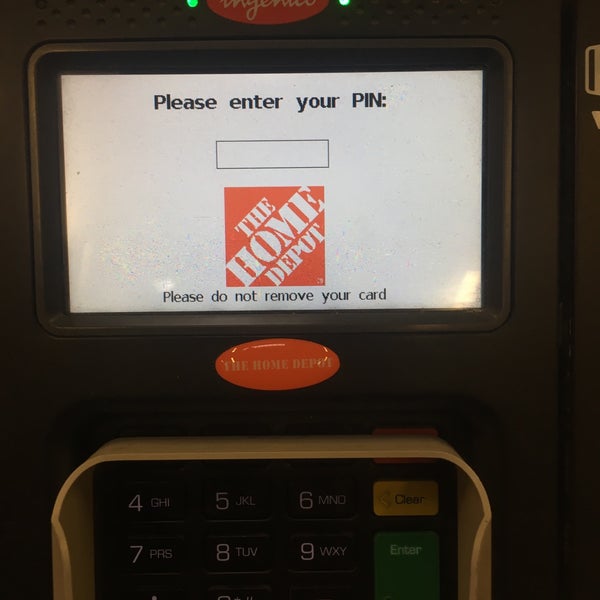 ingenico
Please enter your PIN:
THE
HOME
DEPOT
Please do not remove your card
THE HOME DEPOT
4 GHI
5 JKL
6 MNO
Clear
7 PRS
8 TUV
9 WXY
Enter